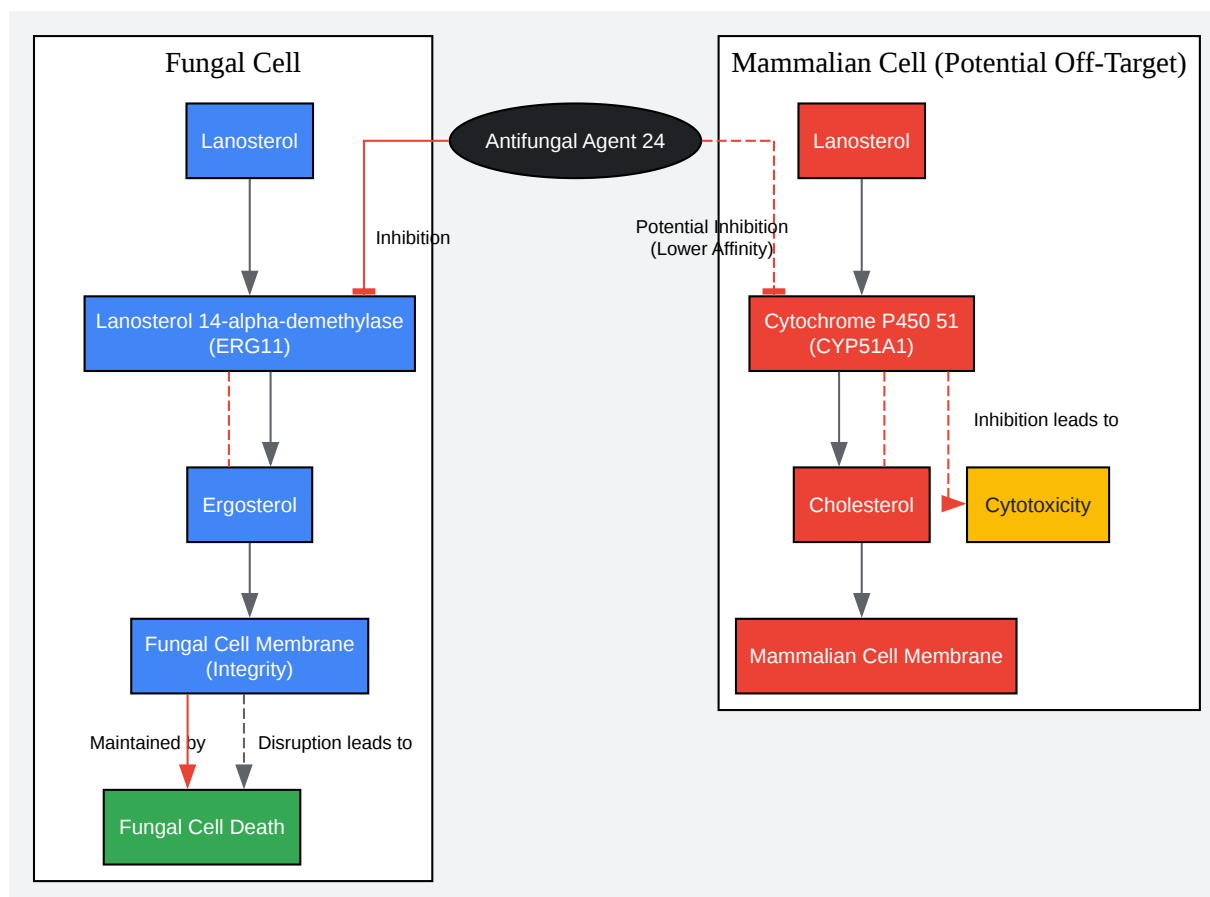 Fungal Cell
Lanosterol
Inhibition
Lanosterol 14-alpha-demethylase
(ERG11)
Ergosterol
Fungal Cell Membrane
(Integrity)
Maintained by
Disruption leads to
Fungal Cell Death
Antifungal Agent 24
Mammalian Cell (Potential Off-Target)
Lanosterol
Potential Inhibition
(Lower Affinity)
Cytochrome P450 51
(CYP51A1)
Inhibition leads to
Cholesterol
Cytotoxicity
Mammalian Cell Membrane